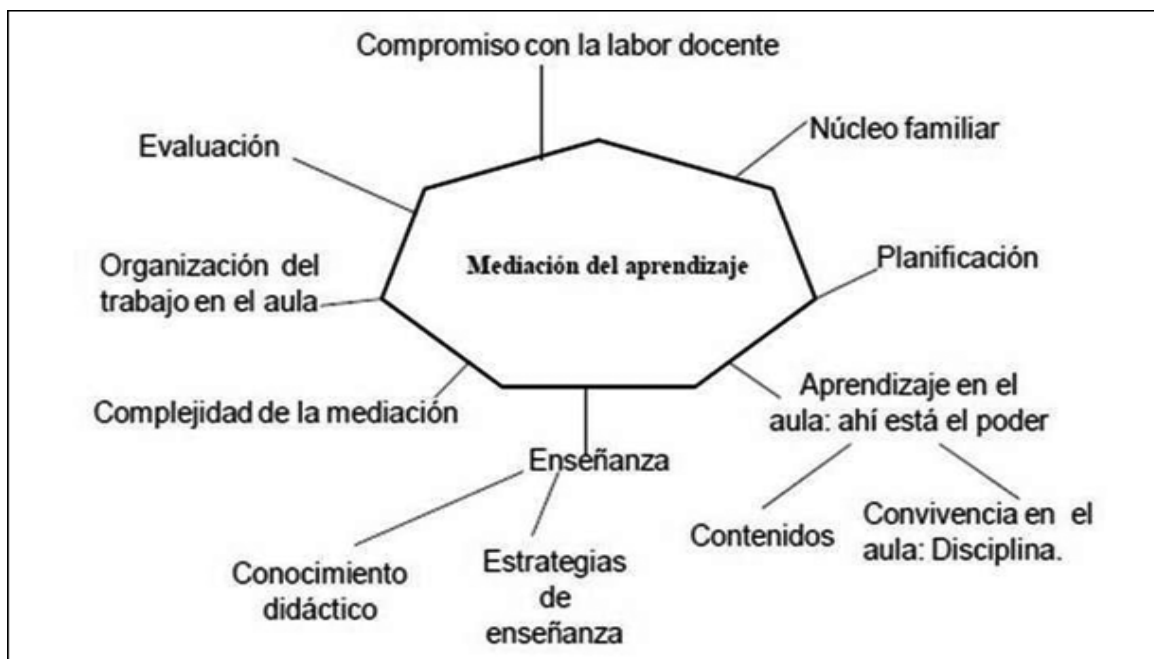 Compromiso con la labor docente
Núcleo familiar
Evaluación
Planificación
Mediación del aprendizaje
Organización del
trabajo en el aula
Aprendizaje en el
aula: ahí está el poder
Complejidad de la mediación
Enseñanza
Contenidos
Convivencia en el
aula: Disciplina.
Conocimiento
didáctico
Estrategias
de
enseñanza